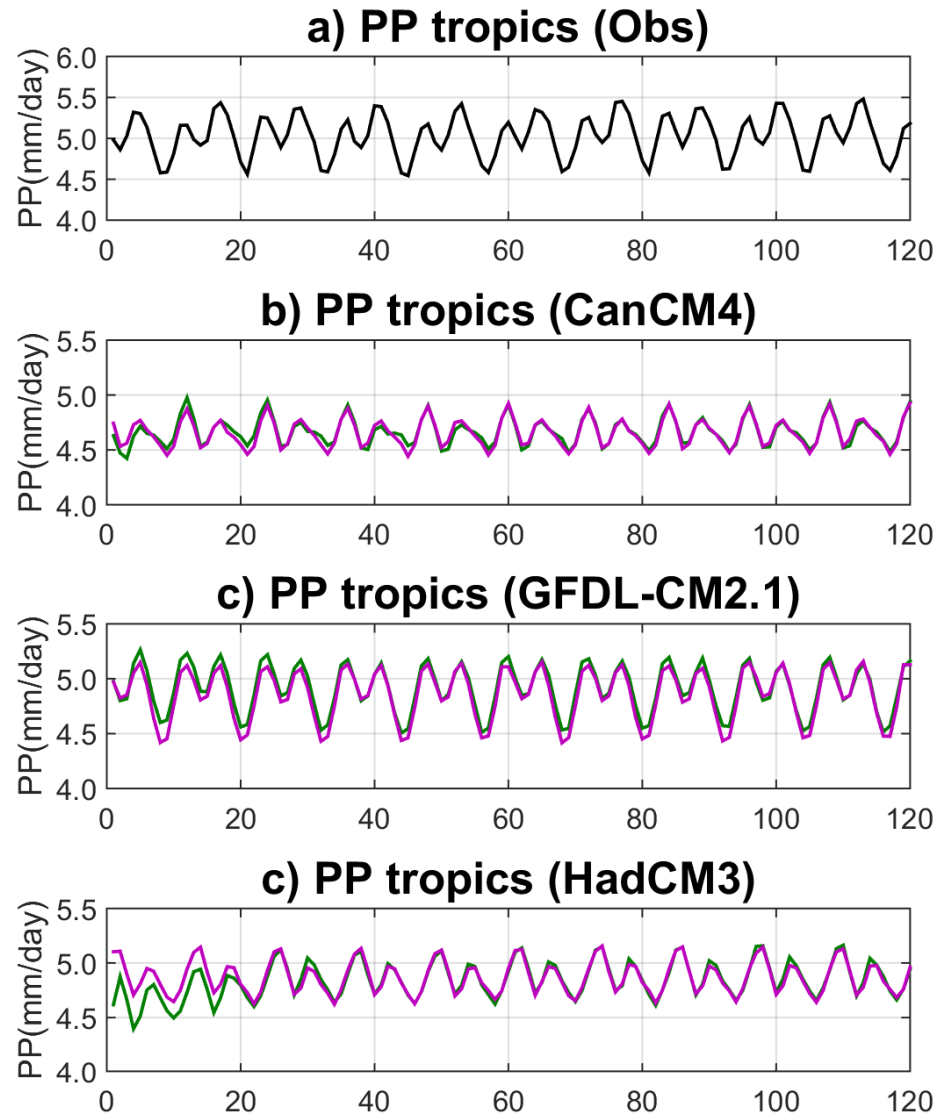 a) PP tropics (Obs)
6.0
5.5
5.0
4.5
4.0
PP(mm/day)
0 20 40 60 80 100 120
b) PP tropics (CanCM4)
5.5
5.0
4.5
4.0
PP(mm/day)
0 20 40 60 80 100 120
c) PP tropics (GFDL-CM2.1)
5.5
5.0
4.5
4.0
PP(mm/day)
0 20 40 60 80 100 120
c) PP tropics (HadCM3)
5.5
5.0
4.5
4.0
PP(mm/day)
0 20 40 60 80 100 120